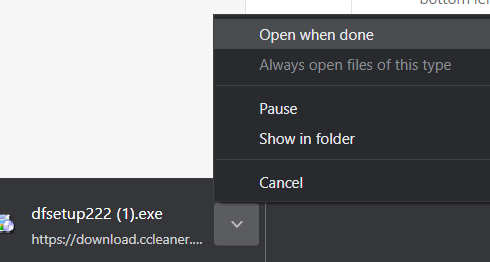 Open when done
Always open files of this type
Pause
Show in folder
Cancel
dfsetup222 (1).exe
https://download.ccleaner....